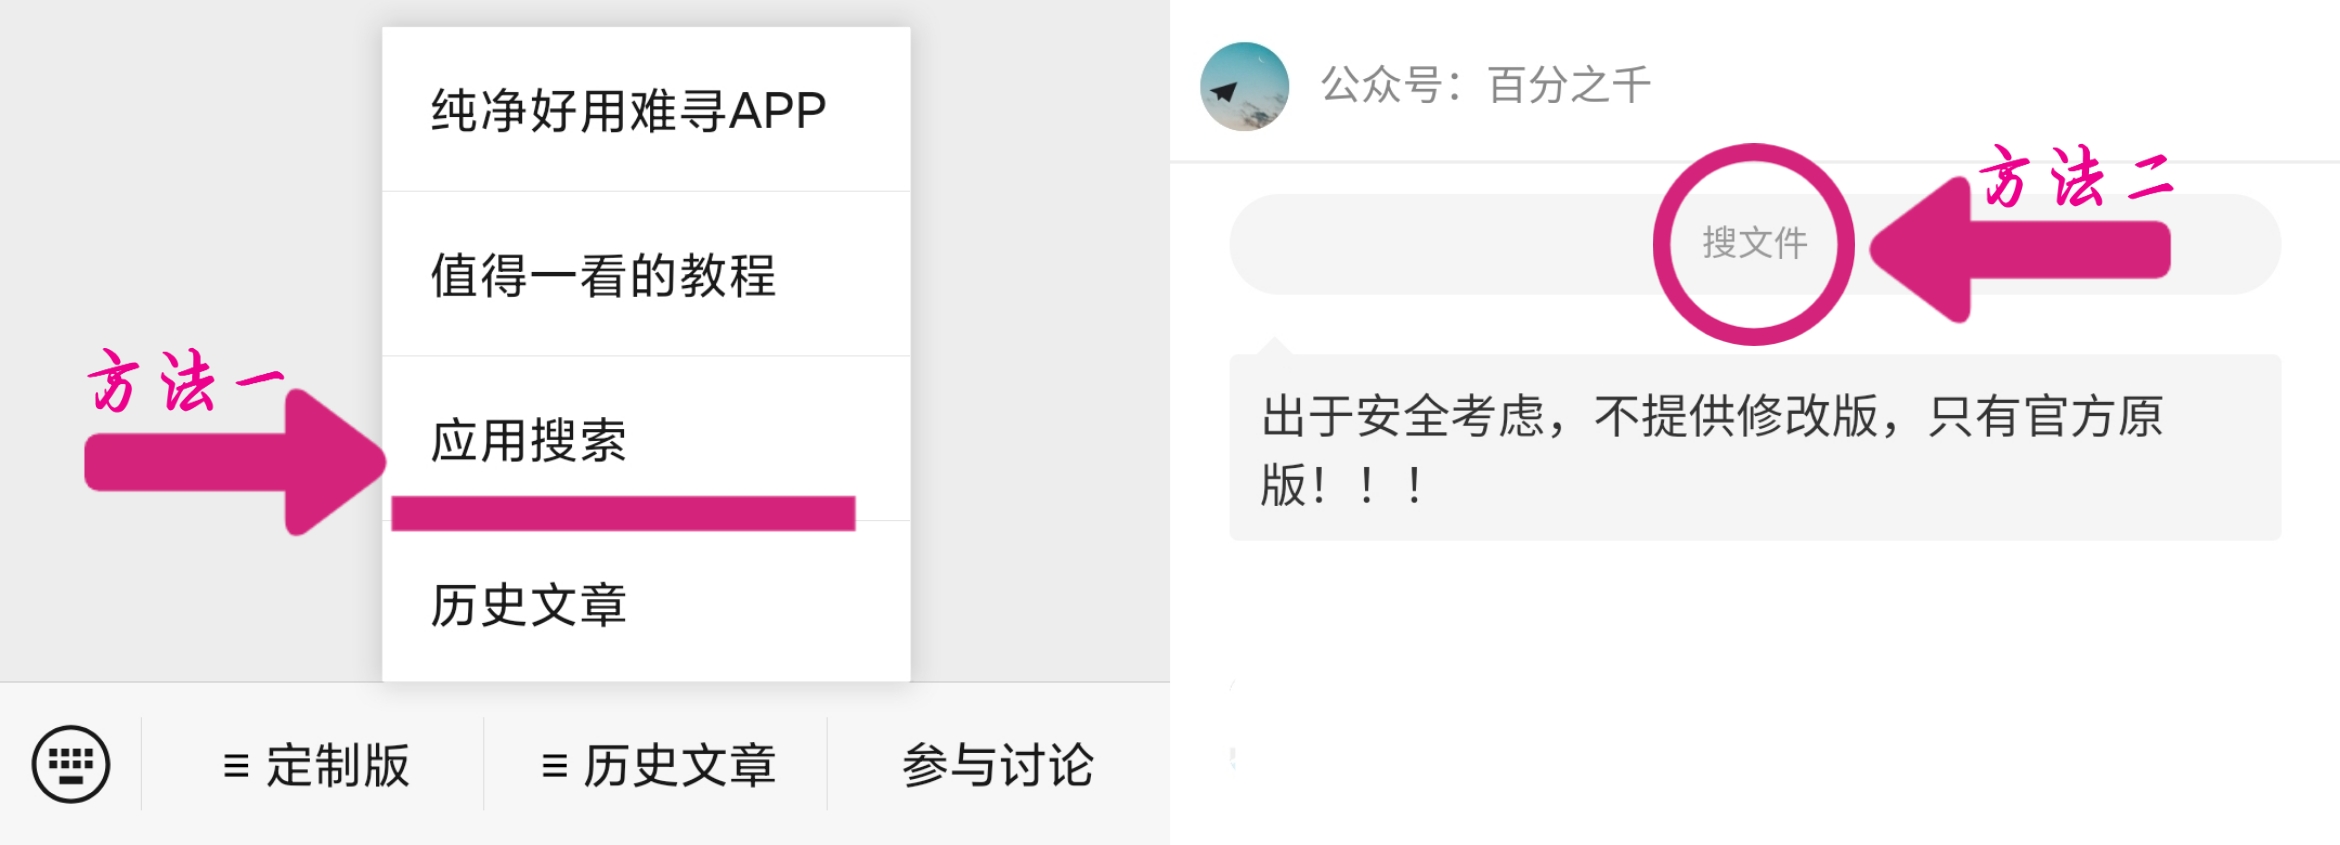 纯净好用难寻APP
值得一看的教程
方法一
应用搜索
历史文章
定制版
历史文章
参与讨论
公众号：百分之千
方法二
搜文件
出于安全考虑，不提供修改版，只有官方原
版！！！